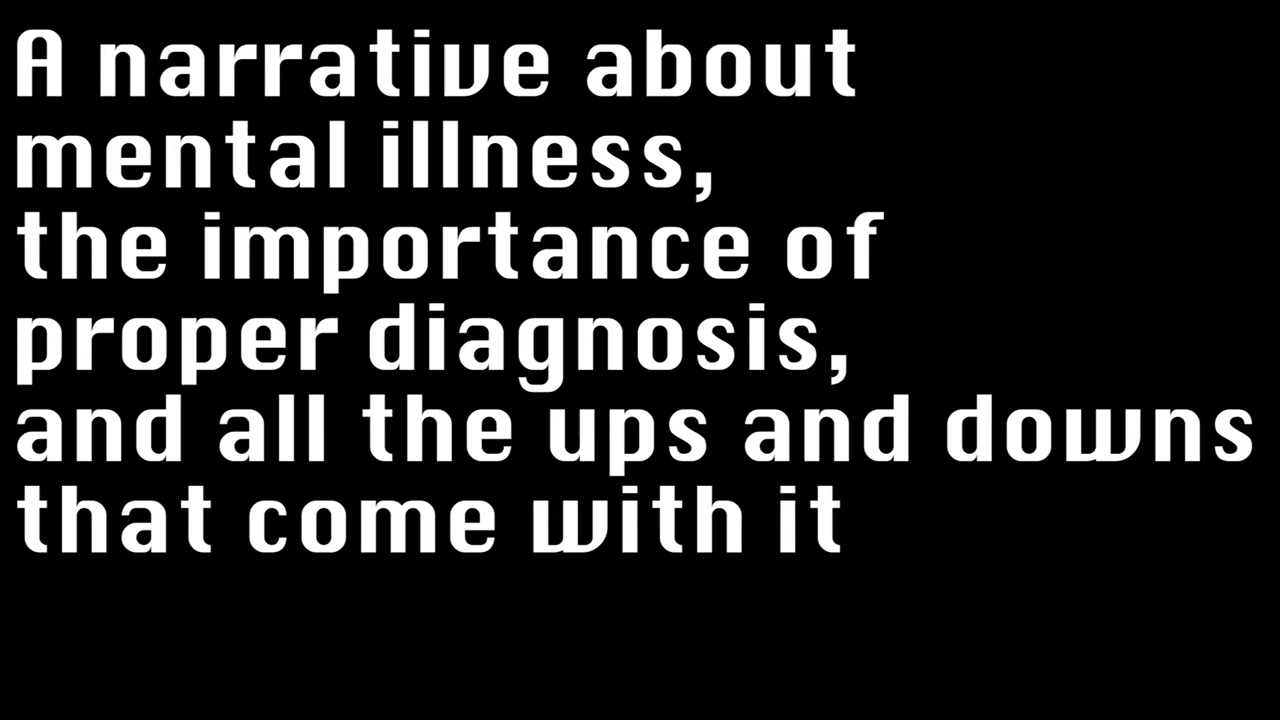 A narrative about
mental illness,
the importance of
proper diagnosis,
and all the ups and downs
that come with it